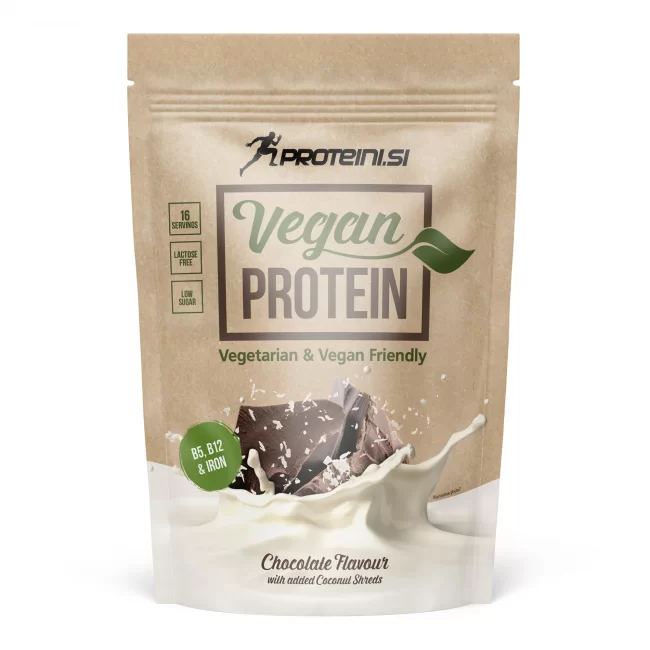 PROTEINI.SI
Vegan
PROTEIN
Vegetarian & Vegan Friendly
16
SERVINGS
LACTOSE
FREE
LOW
SUGAR
B5, B12
& IRON
Chocolate Flavour
with added Coconut Shreds